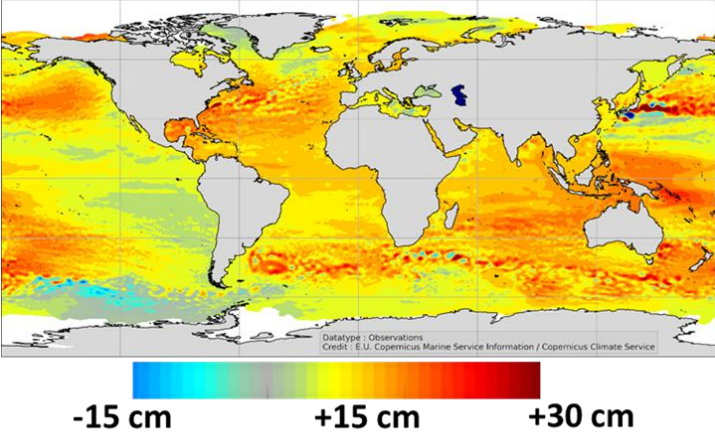 Datatype : Observations
Credit : E.U. Copernicus Marine Service Information / Copernicus Climate Service
-15 cm +15 cm +30 cm